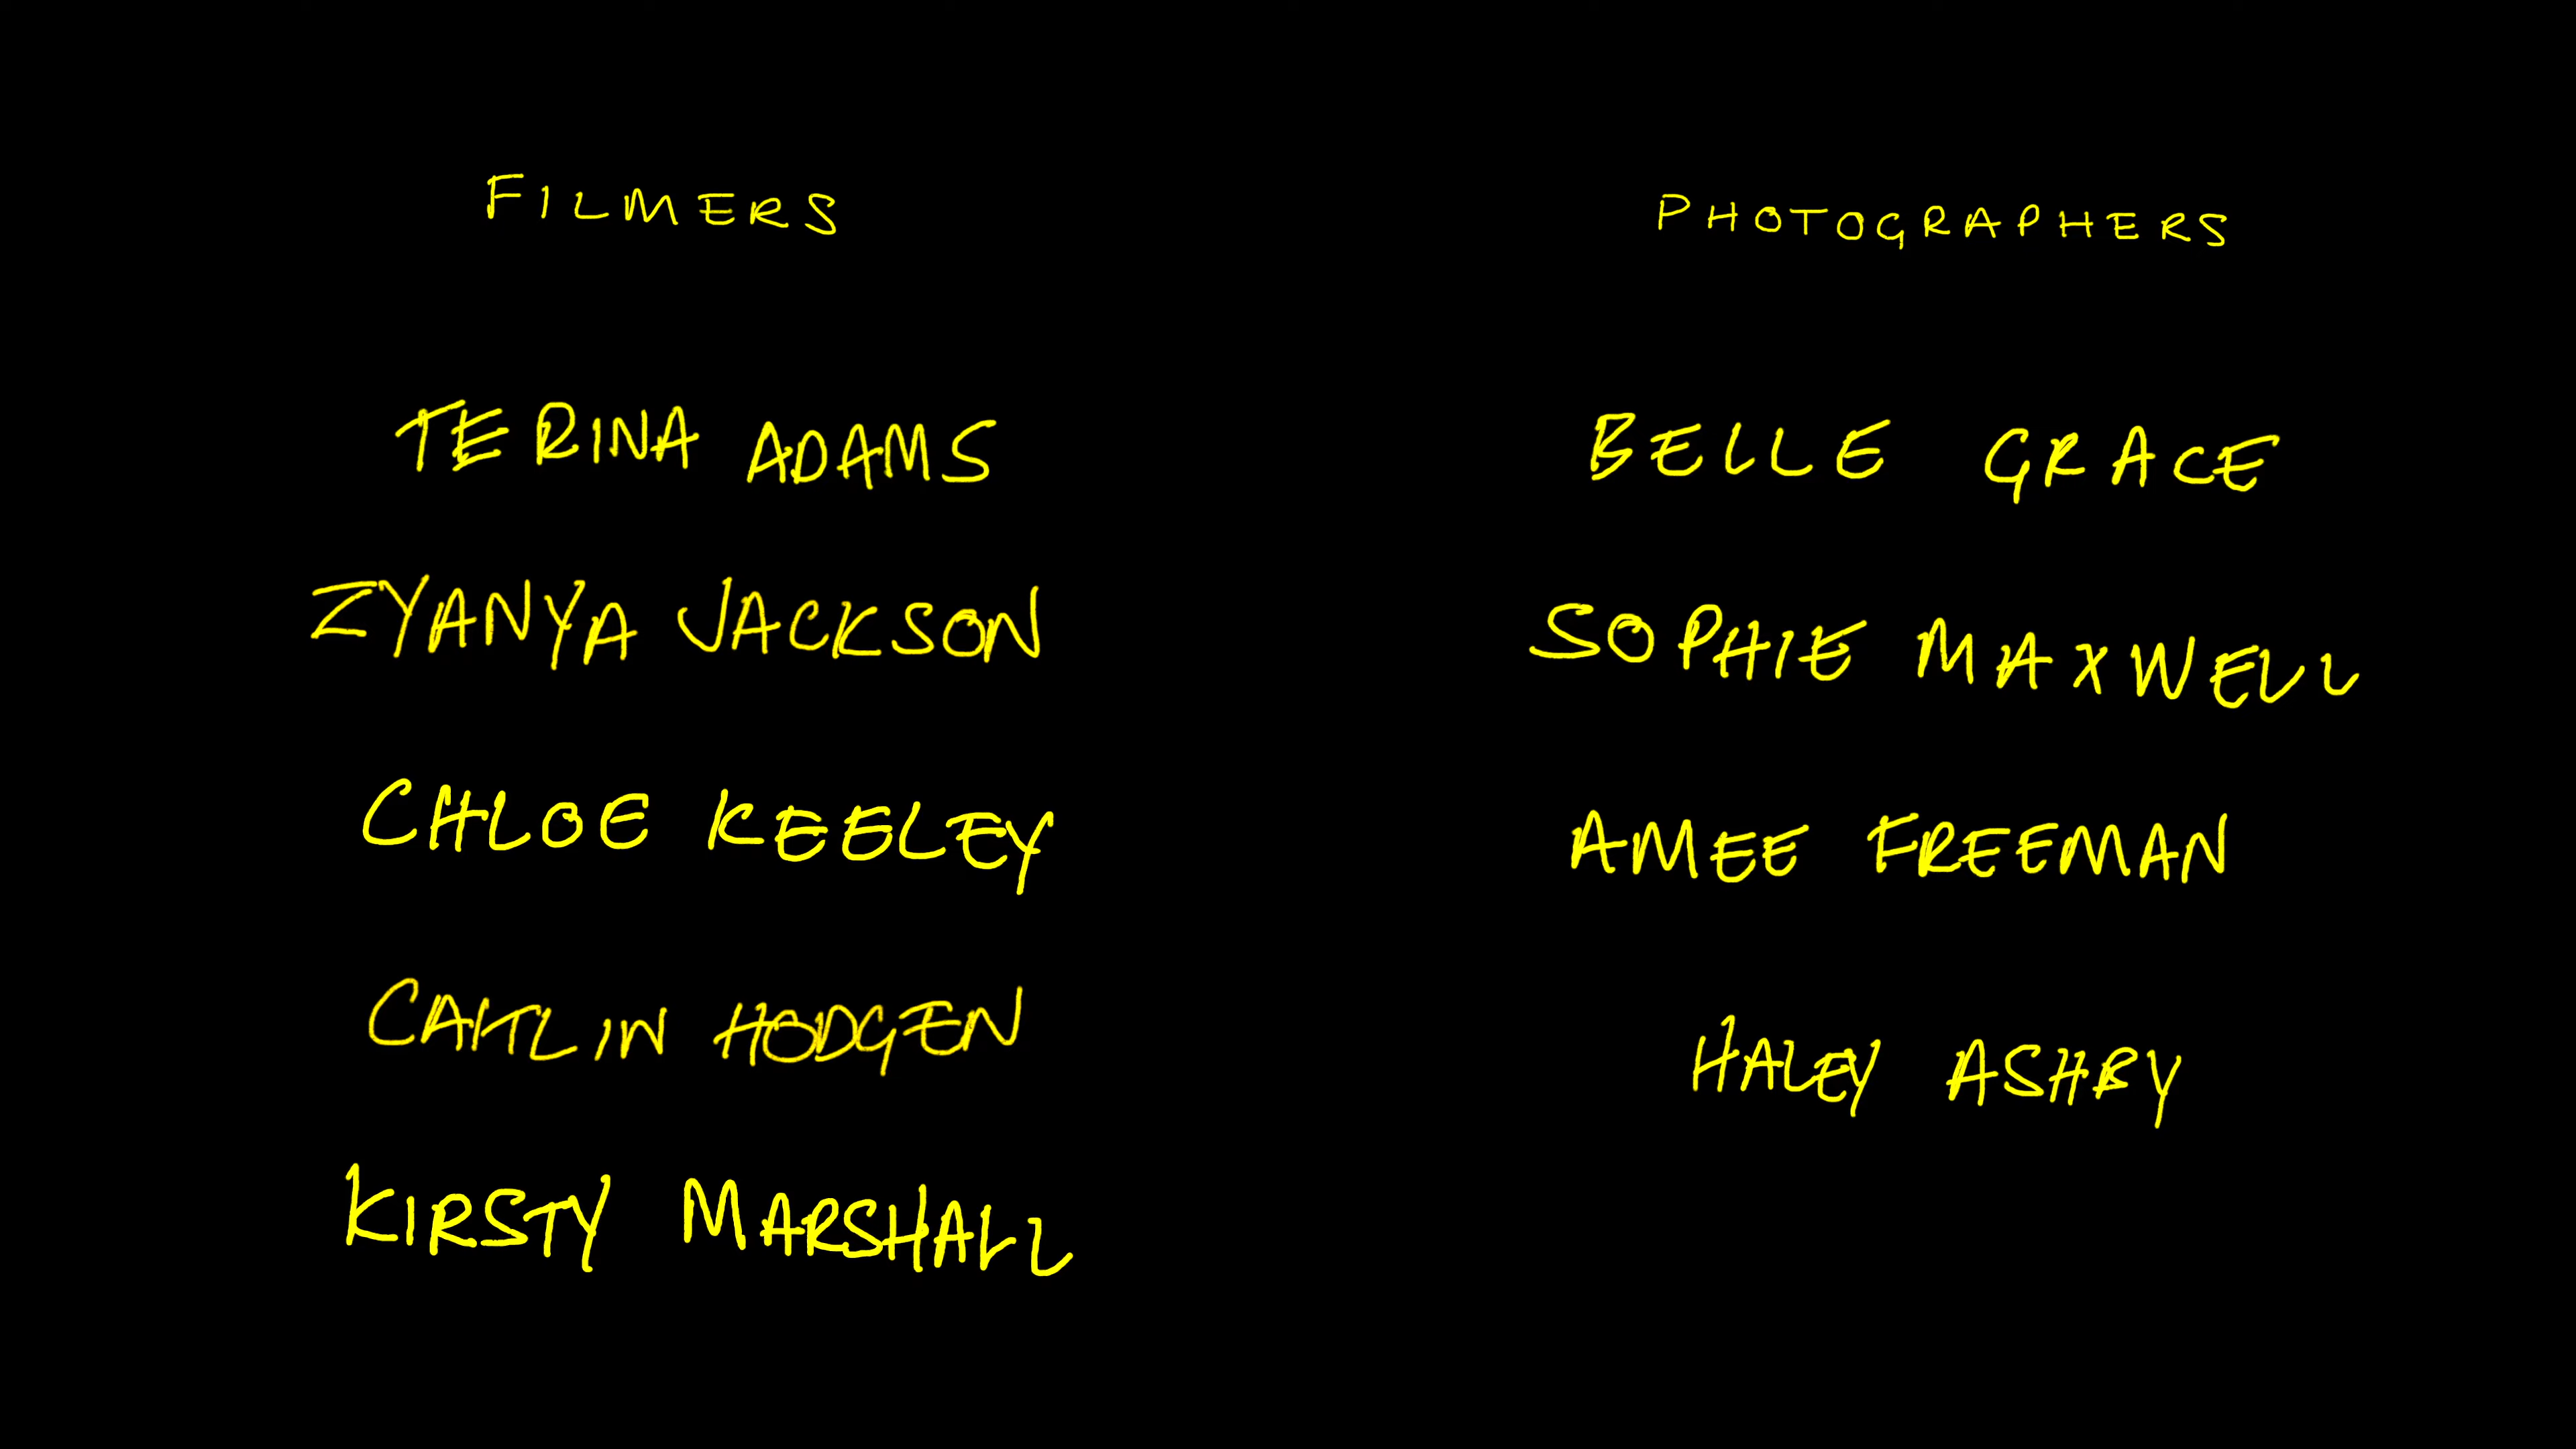 FILMERS
TERINA ADAMS
ZYANYA JACKSON
CHLOE KEELEY
CAITLIN HODGEN
KIRSTY MARSHALL
PHOTOGRAPHERS
BELLE GRACE
SOPHIE MAXWELL
AMEE FREEMAN
HALEY ASHBY